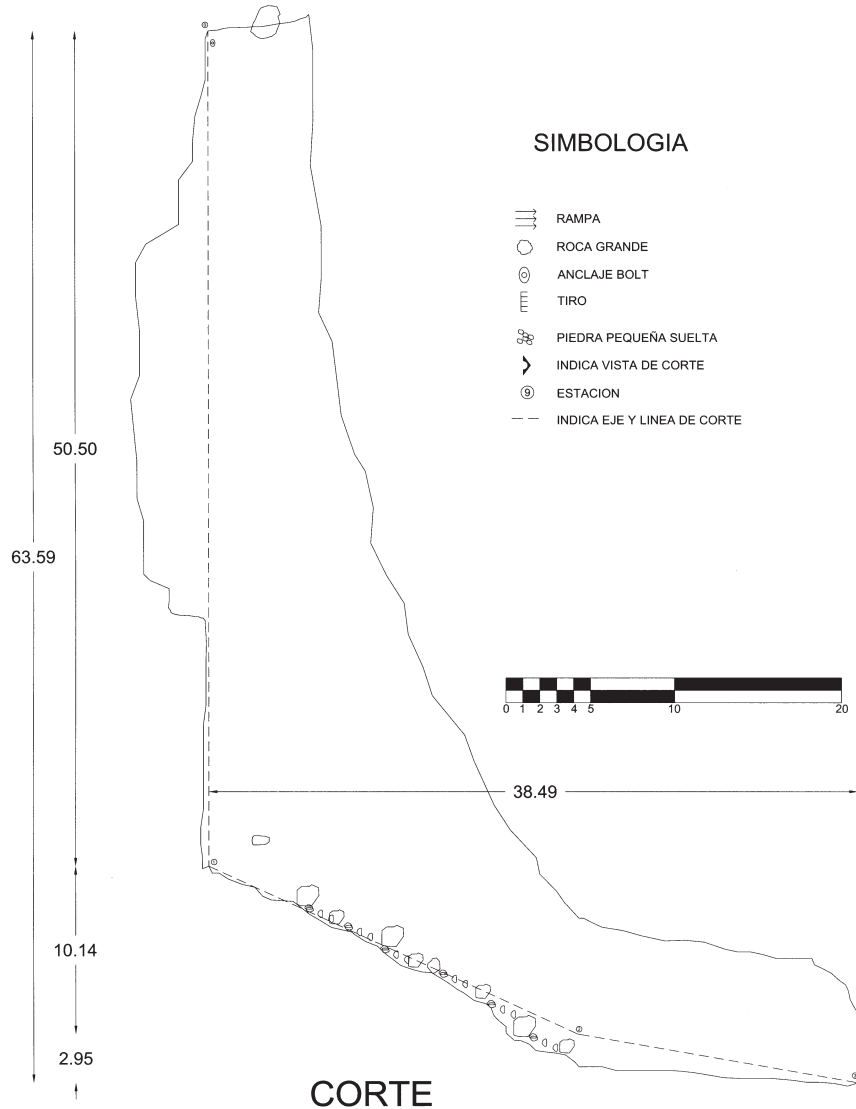 SIMBOLOGIA
RAMPA
ROCA GRANDE
ANCLAJE BOLT
TIRO
PIEDRA PEQUEÑA SUELTA
INDICA VISTA DE CORTE
9 ESTACION
INDICA EJE Y LINEA DE CORTE
50.50
63.59
0 1 2 3 4 5 10 20
38.49
10.14
2.95
CORTE